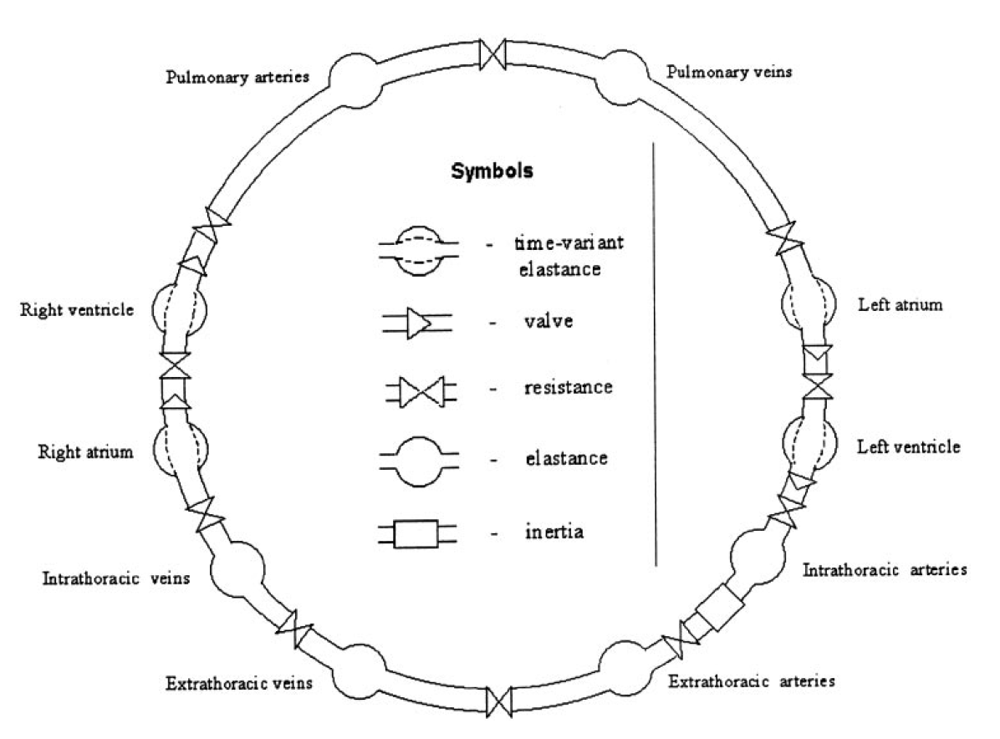 Pulmonary arteries
Pulmonary veins
Symbols
- time-variant
elastance
Right ventricle
Left atrium
- valve
- resistance
Right atrium
Left ventricle
- elastance
- inertia
Intrathoracic veins
Intrathoracic arteries
Extrathoracic veins
Extrathoracic arteries